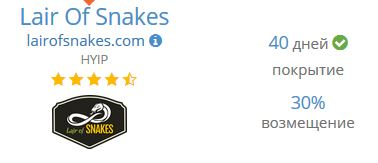 Lair Of Snakes
lairofsnakes.com
HYIP
Lair of SNAKES
40 дней
покрытие
30%
возмещение